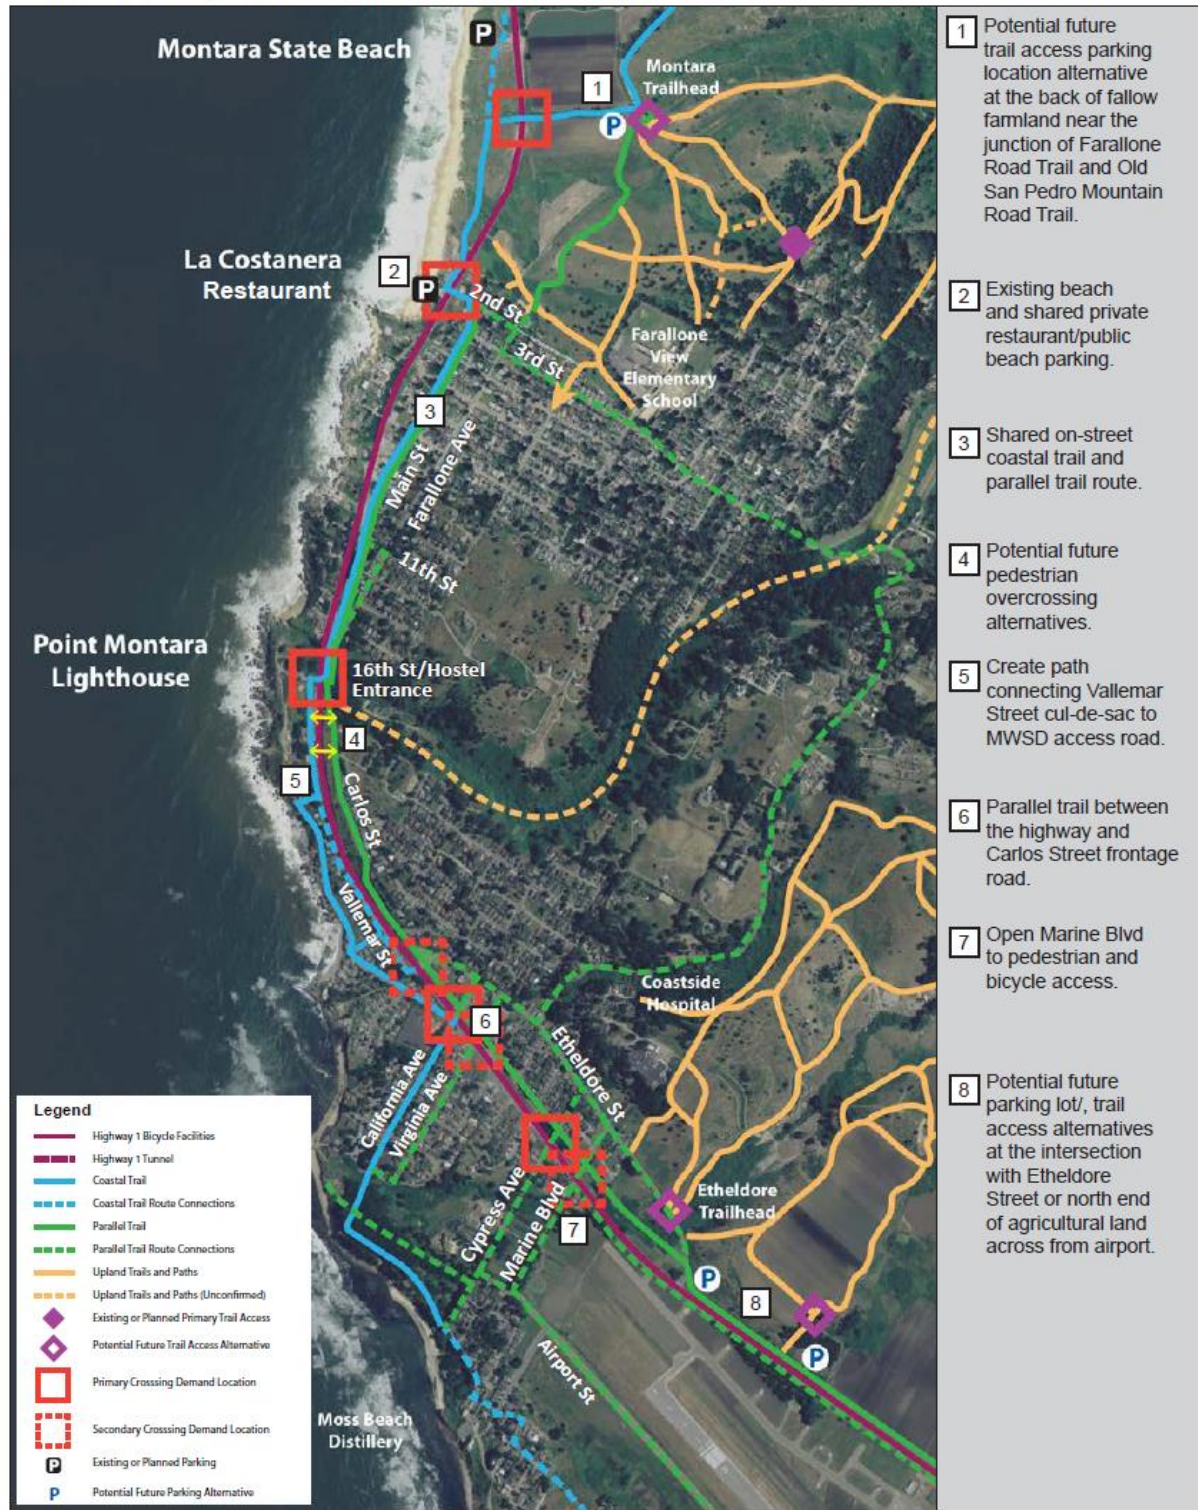 Montara State Beach
P
1
Montara
Trailhead
P
La Costanera
Restaurant
2
P
2nd St
3rd St
Farallone
View
Elementary
School
3
Main St
Farallone Ave
11th St
Point Montara
Lighthouse
16th St/Hostel
Entrance
4
5
Carlos St
Vallemar St
Coastside
Hospital
6
Etheldore St
California Ave
Virginia Ave
Cypress Ave
Marine Blvd
7
Etheldore
Trailhead
P
8
P
Airport St
Moss Beach
Distillery
Legend
Highway 1 Bicycle Facilities
Highway 1 Tunnel
Coastal Trail
Coastal Trail Route Connections
Parallel Trail
Parallel Trail Route Connections
Upland Trails and Paths
Upland Trails and Paths (Unconfirmed)
Existing or Planned Primary Trail Access
Potential Future Trail Access Alternative
Primary Crosssing Demand Location
Secondary Crosssing Demand Location
P Existing or Planned Parking
P Potential Future Parking Alternative
1 Potential future
trail access parking
location alternative
at the back of fallow
farmland near the
junction of Farallone
Road Trail and Old
San Pedro Mountain
Road Trail.
2 Existing beach
and shared private
restaurant/public
beach parking.
3 Shared on-street
coastal trail and
parallel trail route.
4 Potential future
pedestrian
overcrossing
alternatives.
5 Create path
connecting Vallemar
Street cul-de-sac to
MWSD access road.
6 Parallel trail between
the highway and
Carlos Street frontage
road.
7 Open Marine Blvd
to pedestrian and
bicycle access.
8 Potential future
parking lot/, trail
access alternatives
at the intersection
with Etheldore
Street or north end
of agricultural land
across from airport.